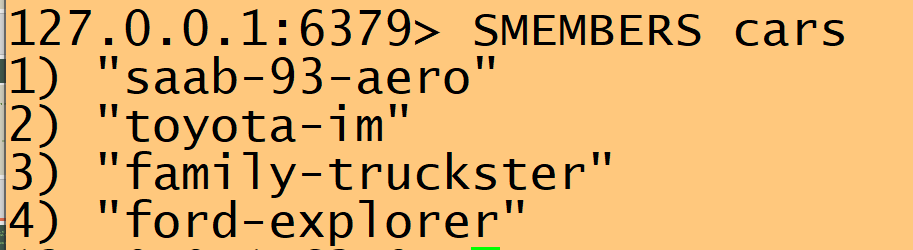 127.0.0.1:6379> SMEMBERS cars
1) "saab-93-aero"
2) "toyota-im"
3) "family-truckster"
4) "ford-explorer"